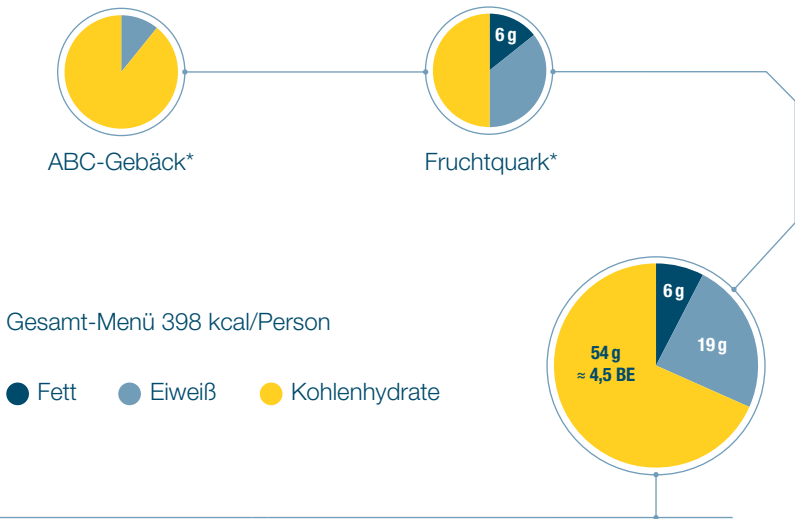 6 g
ABC-Gebäck*
Fruchtquark*
Gesamt-Menü 398 kcal/Person
Fett
Eiweiß
Kohlenhydrate
6 g
19 g
54 g
≈ 4,5 BE